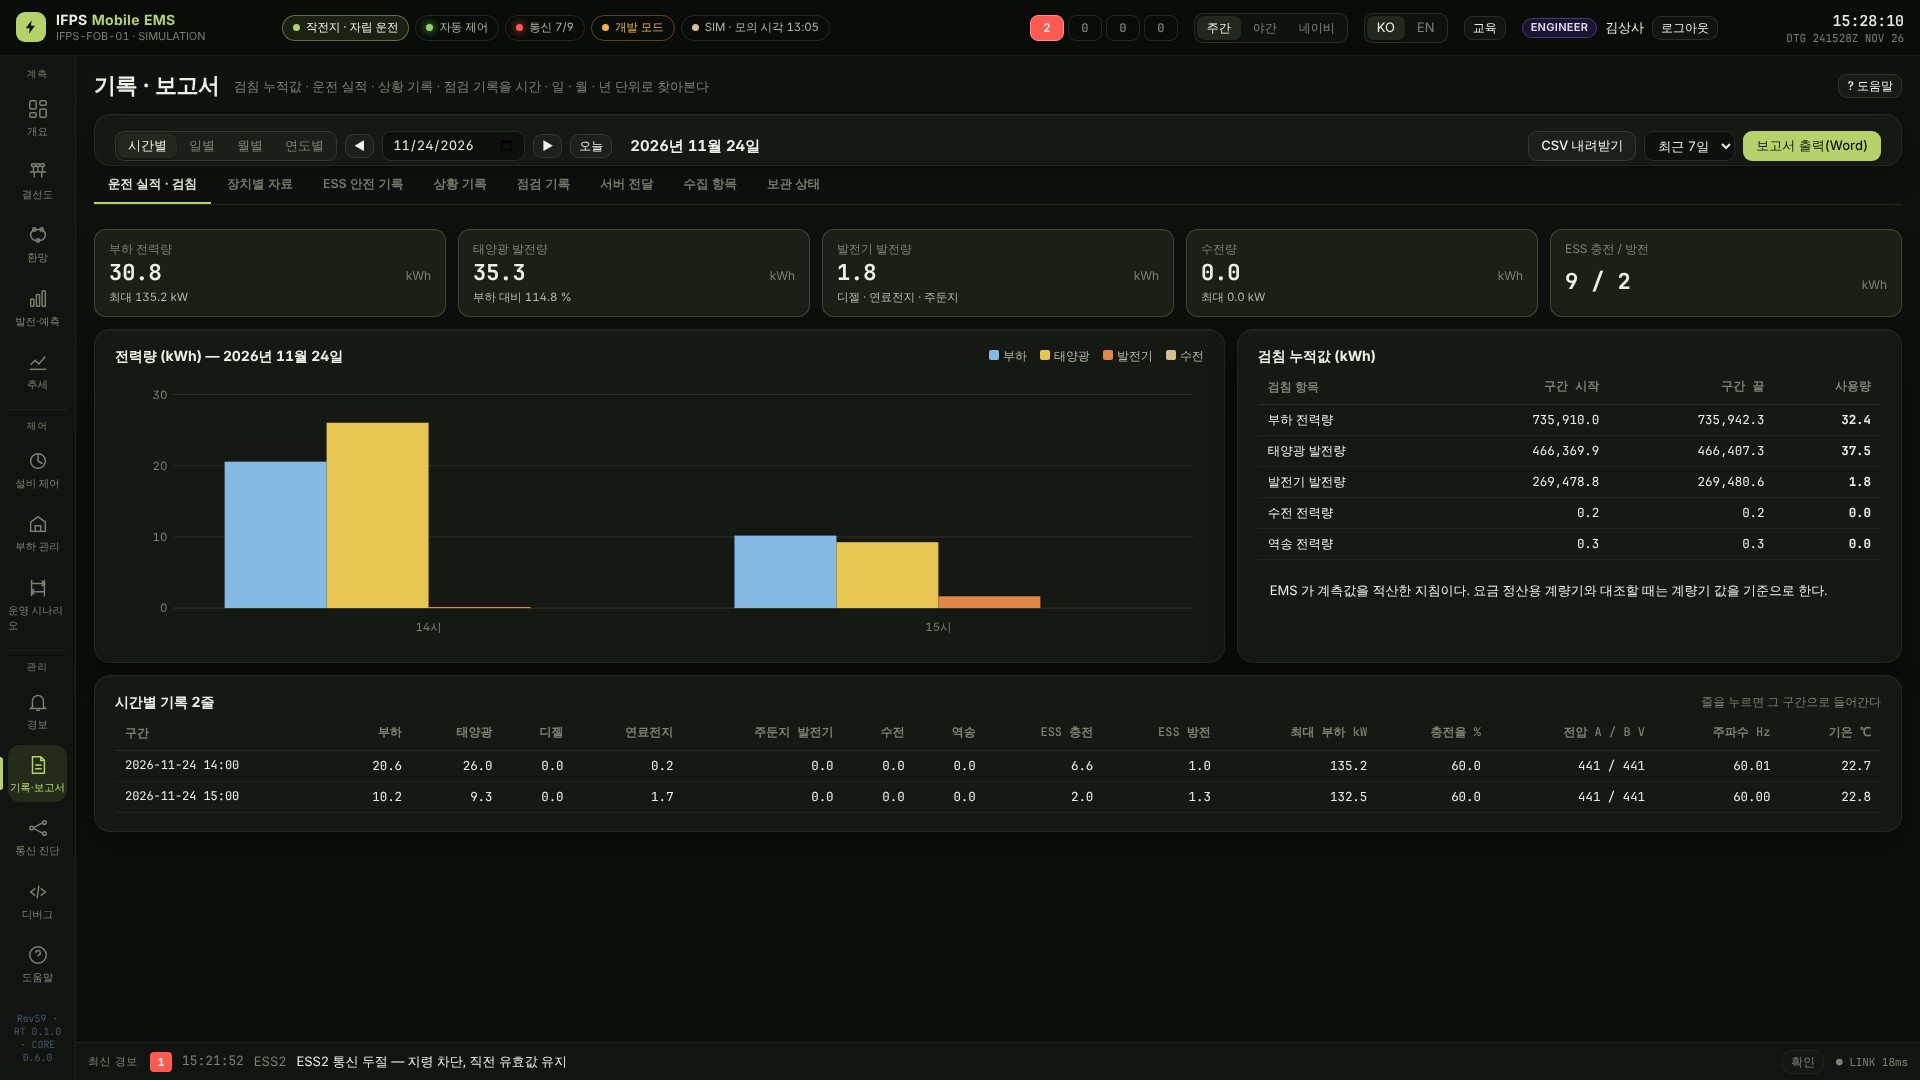 IFPS Mobile EMS
IFPS-FOB-01 · SIMULATION
작전지 · 자립 운전
자동 제어
통신 7/9
개발 모드
SIM · 모의 시각 13:05
2 0 0 0
주간 야간 네이비
KO EN
교육
ENGINEER 김상사 로그아웃
15:28:10
DTG 241528Z NOV 26
계측
개요
결선도
환망
발전·예측
추세
제어
설비 제어
부하 관리
운영 시나리오
관리
경보
기록·보고서
통신 진단
디버그
도움말
Rev59 · RT 0.1.0 · CORE 0.6.0
기록 · 보고서 검침 누적값 · 운전 실적 · 상황 기록 · 점검 기록을 시간 · 일 · 월 · 년 단위로 찾아본다
? 도움말
시간별 일별 월별 연도별 ◀ 11/24/2026 ▶ 오늘 2026년 11월 24일
CSV 내려받기 최근 7일 보고서 출력(Word)
운전 실적 · 검침 장치별 자료 ESS 안전 기록 상황 기록 점검 기록 서버 전달 수집 항목 보관 상태
부하 전력량
30.8 kWh
최대 135.2 kW
태양광 발전량
35.3 kWh
부하 대비 114.8 %
발전기 발전량
1.8 kWh
디젤 · 연료전지 · 주둔지
수전량
0.0 kWh
최대 0.0 kW
ESS 충전 / 방전
9 / 2 kWh
전력량 (kWh) — 2026년 11월 24일
부하 태양광 발전기 수전
30
20
10
0
14시 15시
검침 누적값 (kWh)
검침 항목 구간 시작 구간 끝 사용량
부하 전력량 735,910.0 735,942.3 32.4
태양광 발전량 466,369.9 466,407.3 37.5
발전기 발전량 269,478.8 269,480.6 1.8
수전 전력량 0.2 0.2 0.0
역송 전력량 0.3 0.3 0.0
EMS 가 계측값을 적산한 지침이다. 요금 정산용 계량기와 대조할 때는 계량기 값을 기준으로 한다.
시간별 기록 2줄
줄을 누르면 그 구간으로 들어간다
구간 부하 태양광 디젤 연료전지 주둔지 발전기 수전 역송 ESS 충전 ESS 방전 최대 부하 kW 충전율 % 전압 A / B V 주파수 Hz 기온 ℃
2026-11-24 14:00 20.6 26.0 0.0 0.2 0.0 0.0 0.0 6.6 1.0 135.2 60.0 441 / 441 60.01 22.7
2026-11-24 15:00 10.2 9.3 0.0 1.7 0.0 0.0 0.0 2.0 1.3 132.5 60.0 441 / 441 60.00 22.8
최신 경보 1 15:21:52 ESS2 ESS2 통신 두절 — 지령 차단, 직전 유효값 유지
확인 LINK 18ms